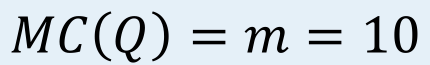 MC(Q) = m = 10